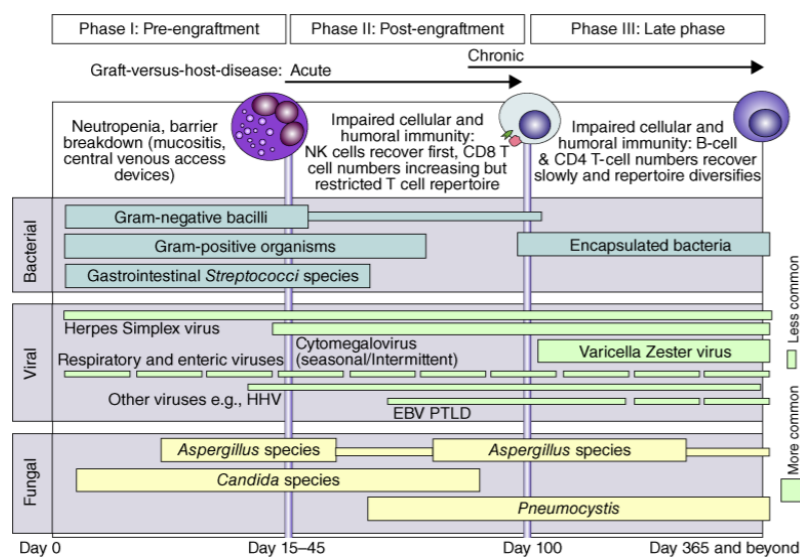 Phase I: Pre-engraftment
Phase II: Post-engraftment
Phase III: Late phase
Chronic
Graft-versus-host-disease:
Acute
Neutropenia, barrier
breakdown (mucositis,
central venous access
devices)
Impaired cellular and
humoral immunity:
NK cells recover first, CD8 T
cell numbers increasing but
restricted T cell repertoire
Impaired cellular and
humoral immunity: B-cell
& CD4 T-cell numbers recover
slowly and repertoire diversifies
Bacterial
Gram-negative bacilli
Gram-positive organisms
Encapsulated bacteria
Gastrointestinal Streptococci species
Viral
Herpes Simplex virus
Cytomegalovirus
(seasonal/Intermittent)
Respiratory and enteric viruses
Varicella Zester virus
Other viruses e.g., HHV
EBV PTLD
Less common
More common
Fungal
Aspergillus species
Aspergillus species
Candida species
Pneumocystis
Day 0
Day 15–45
Day 100
Day 365 and beyond